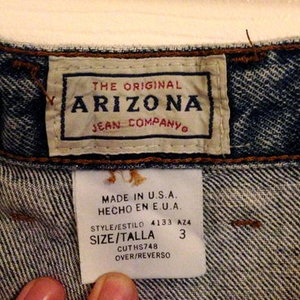 THE ORIGINAL
ARIZONA
JEAN COMPANY®
MADE IN U.S.A.
HECHO EN E.U.A.
STYLE/ESTILO 4133 AZ4
SIZE/TALLA 3
CUTHS748
OVER/REVERSO